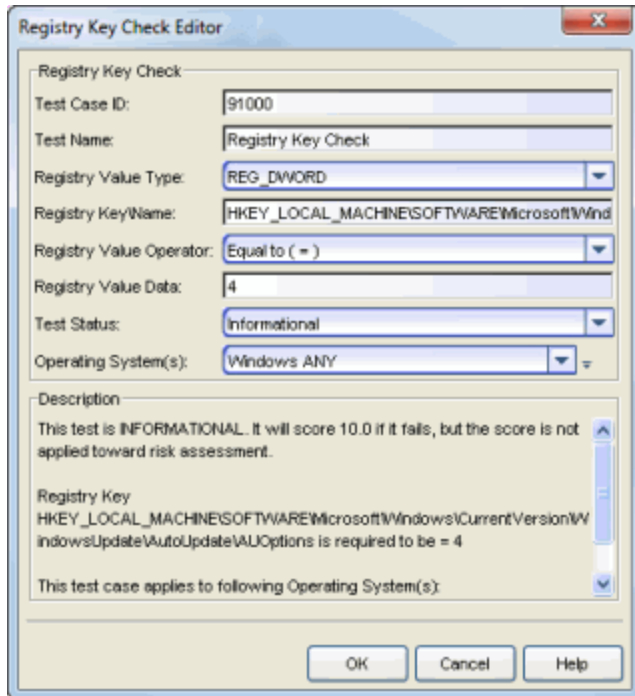 Registry Key Check Editor
Registry Key Check
Test Case ID: 91000
Test Name: Registry Key Check
Registry Value Type: REG_DWORD
Registry Key\Name: HKEY_LOCAL_MACHINE\SOFTWARE\Microsoft\Wind
Registry Value Operator: Equal to ( = )
Registry Value Data: 4
Test Status: Informational
Operating System(s): Windows ANY
Description
This test is INFORMATIONAL. It will score 10.0 if it fails, but the score is not
applied toward risk assessment.
Registry Key
HKEY_LOCAL_MACHINE\SOFTWARE\Microsoft\Windows\CurrentVersion\W
indowsUpdate\AutoUpdate\AUOptions is required to be = 4
This test case applies to following Operating System(s):
OK Cancel Help